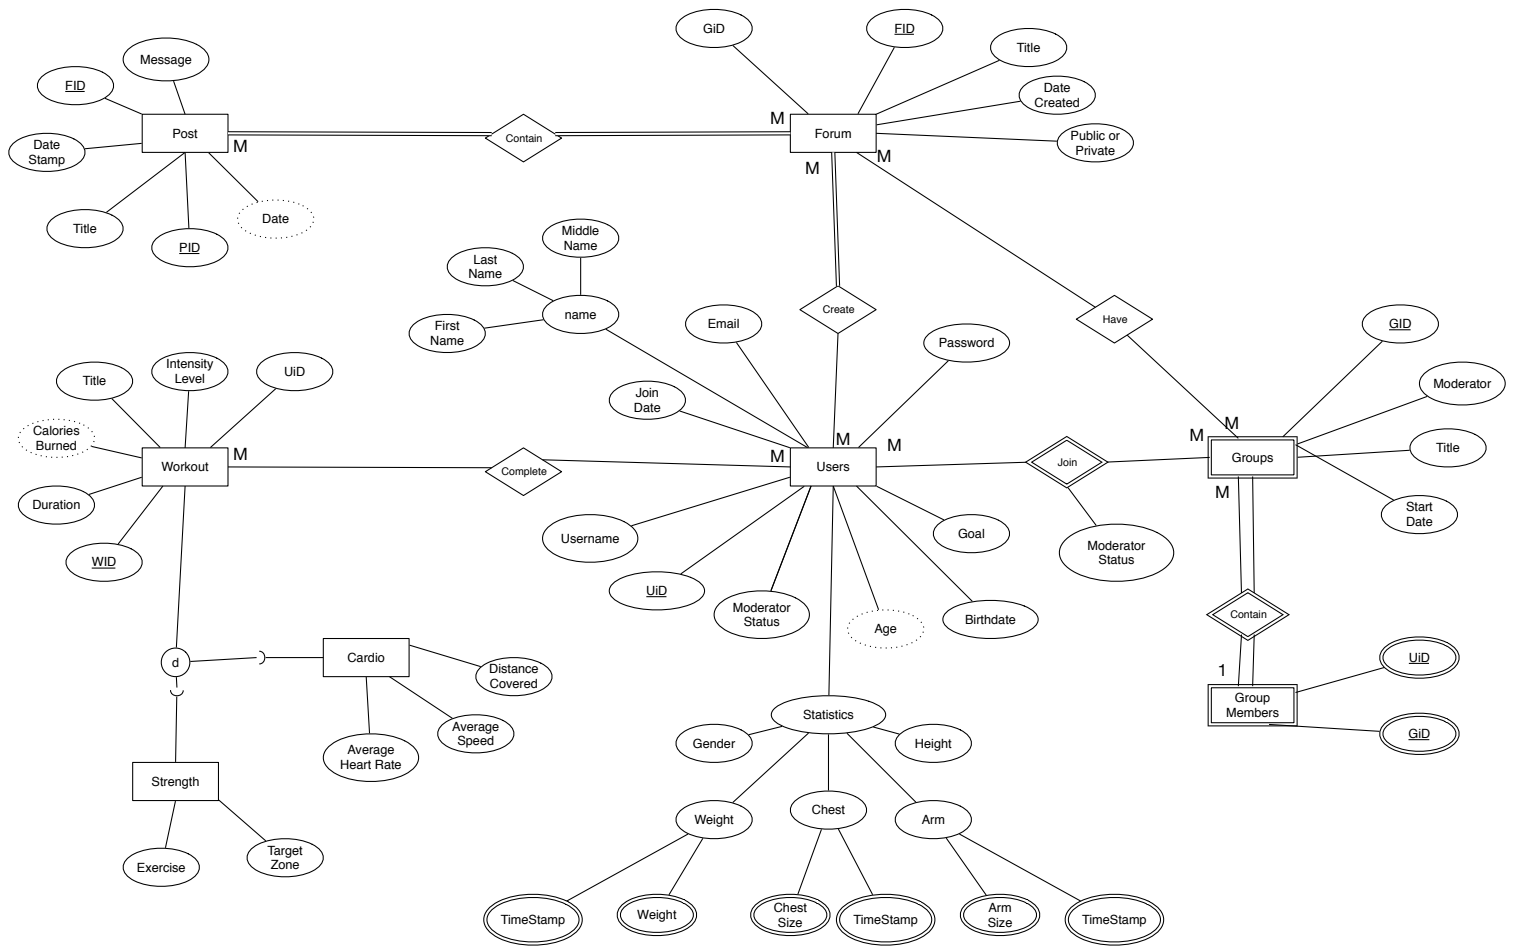 GiD
FID
Title
Message
FID
Date
Created
M
Post
Contain
Forum
Public or
Private
Date
Stamp
M
M
M
Title
PID
Date
Middle
Name
Last
Name
name
First
Name
Email
Create
Have
GID
Password
Title
Intensity
Level
UiD
Join
Date
Moderator
Calories
Burned
M
M
M
M
M
M
Workout
Complete
Users
Join
Groups
Title
Duration
M
Start
Date
Username
Goal
Moderator
Status
WID
UiD
Moderator
Status
Age
Birthdate
Contain
d
Cardio
Distance
Covered
1
UiD
Group
Members
Average
Speed
Statistics
Gender
Height
GiD
Average
Heart Rate
Strength
Weight
Chest
Arm
Exercise
Target
Zone
TimeStamp
Weight
Chest
Size
TimeStamp
Arm
Size
TimeStamp